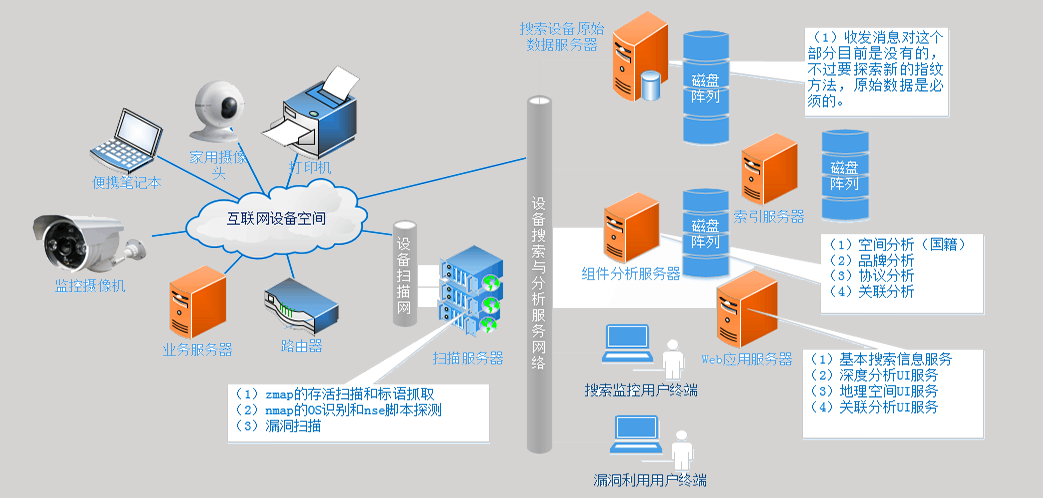 搜索设备原始
数据服务器
磁盘
阵列
(1)收发消息对这个
部分目前是没有的,
不过要探索新的指纹
方法,原始数据是必
须的。
便携笔记本
家用摄像
头
打印机
互联网设备空间
监控摄像机
业务服务器
路由器
设备扫描网
扫描服务器
(1)zmap的存活扫描和标语抓取
(2)nmap的OS识别和nse脚本探测
(3)漏洞扫描
设备搜索与分析服务网络
索引服务器
磁盘
阵列
组件分析服务器
磁盘
阵列
(1)空间分析(国籍)
(2)品牌分析
(3)协议分析
(4)关联分析
Web应用服务器
(1)基本搜索信息服务
(2)深度分析UI服务
(3)地理空间UI服务
(4)关联分析UI服务
搜索监控用户终端
漏洞利用用户终端